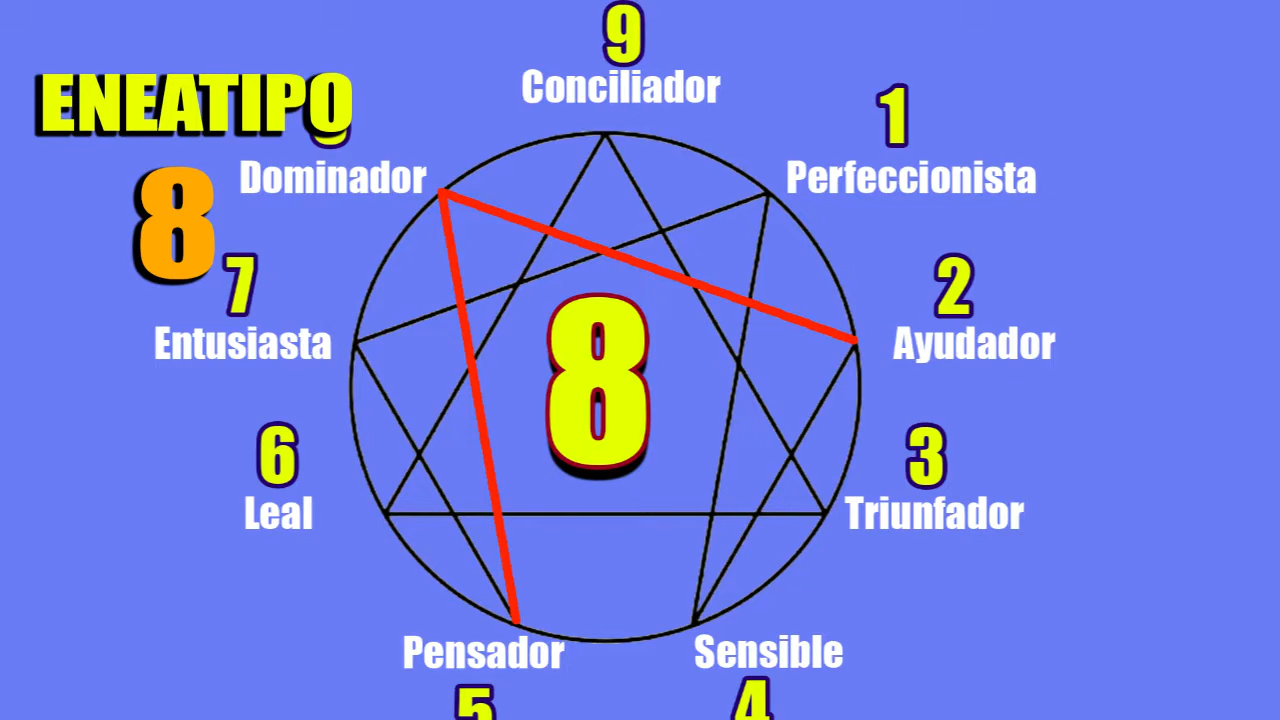 9
Conciliador
ENEATIPO
8
1
Dominador
Perfeccionista
8
7
2
Entusiasta
Ayudador
8
6
3
Leal
Triunfador
Pensador
Sensible
5
4